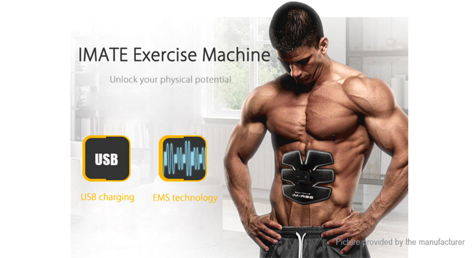 IMATE Exercise Machine
Unlock your physical potential
USB
USB charging
EMS technology
Picture provided by the manufacturer